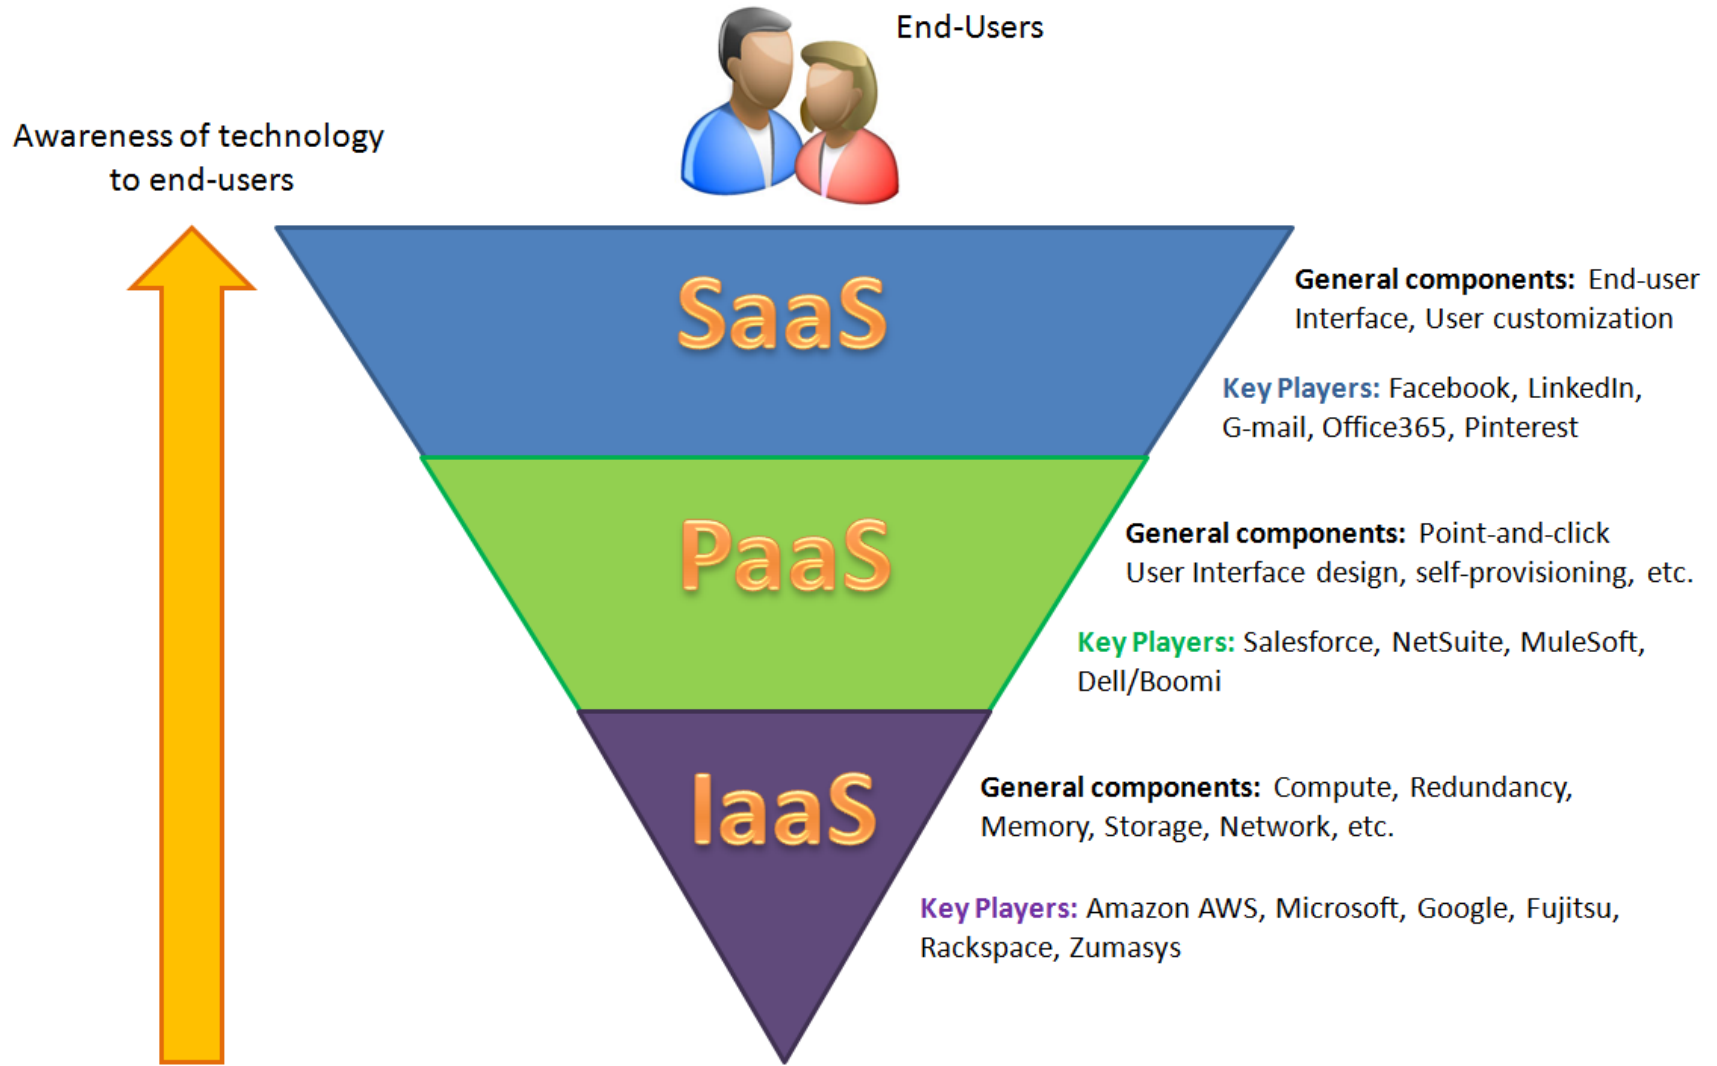 End-Users
Awareness of technology
to end-users
SaaS
General components: End-user
Interface, User customization
Key Players: Facebook, LinkedIn,
G-mail, Office365, Pinterest
PaaS
General components: Point-and-click
User Interface design, self-provisioning, etc.
Key Players: Salesforce, NetSuite, MuleSoft,
Dell/Boomi
IaaS
General components: Compute, Redundancy,
Memory, Storage, Network, etc.
Key Players: Amazon AWS, Microsoft, Google, Fujitsu,
Rackspace, Zumasys